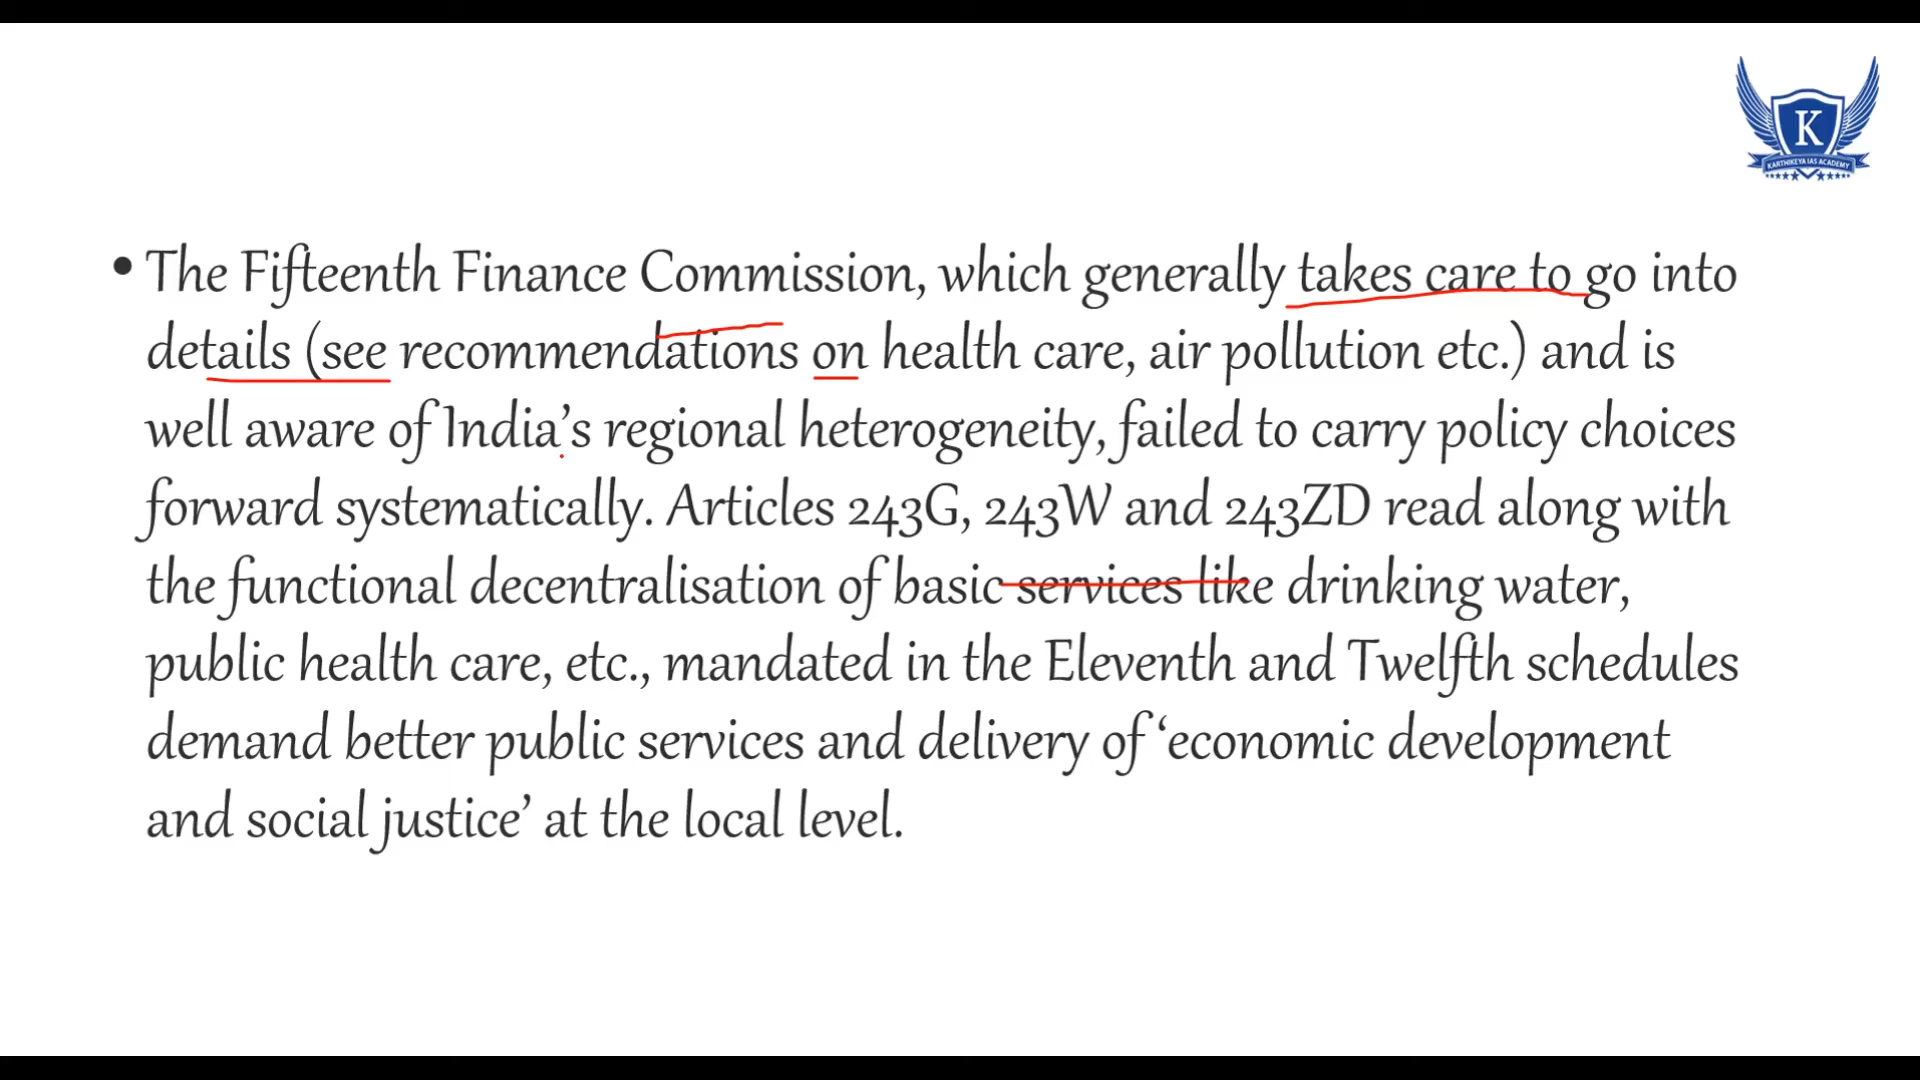 K
KARTHIKEYA IAS ACADEMY
• The Fifteenth Finance Commission, which generally takes care to go into
details (see recommendations on health care, air pollution etc.) and is
well aware of India’s regional heterogeneity, failed to carry policy choices
forward systematically. Articles 243G, 243W and 243ZD read along with
the functional decentralisation of basic services like drinking water,
public health care, etc., mandated in the Eleventh and Twelfth schedules
demand better public services and delivery of ‘economic development
and social justice’ at the local level.